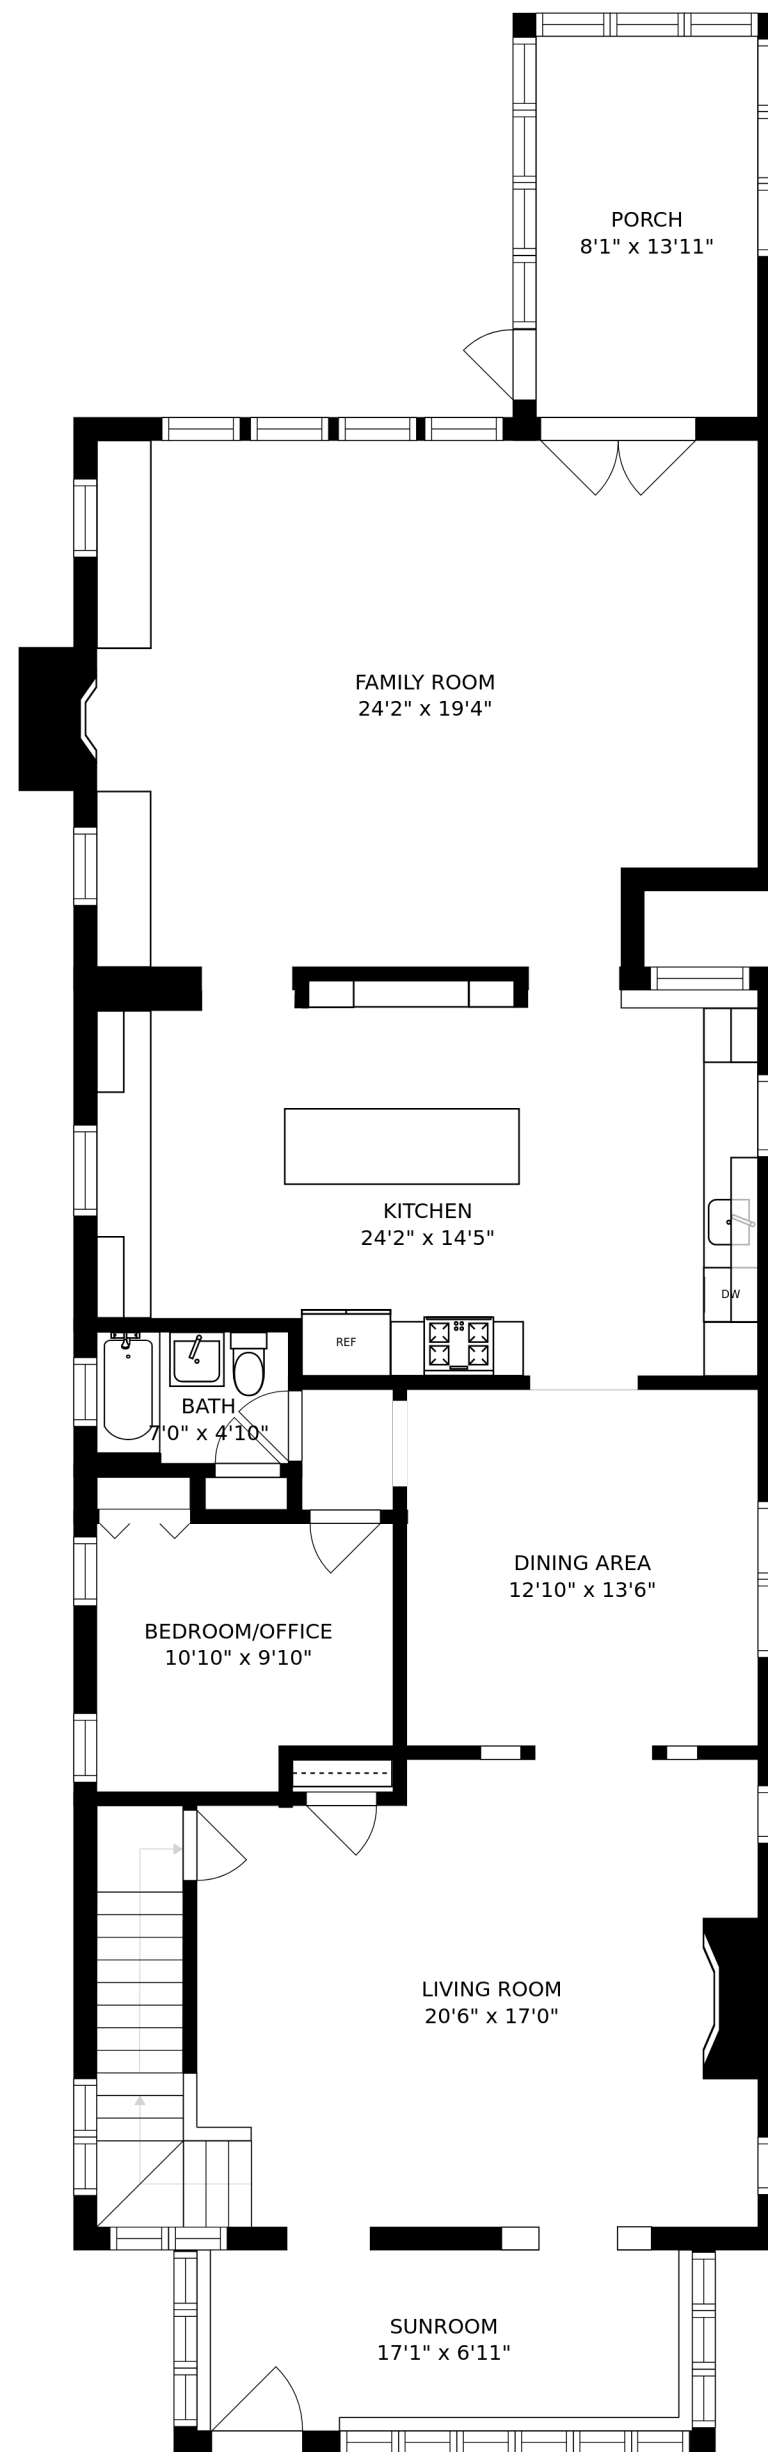 PORCH
8'1" x 13'11"
FAMILY ROOM
24'2" x 19'4"
KITCHEN
24'2" x 14'5"
DW
REF
BATH
7'0" x 4'10"
DINING AREA
12'10" x 13'6"
BEDROOM/OFFICE
10'10" x 9'10"
LIVING ROOM
20'6" x 17'0"
SUNROOM
17'1" x 6'11"